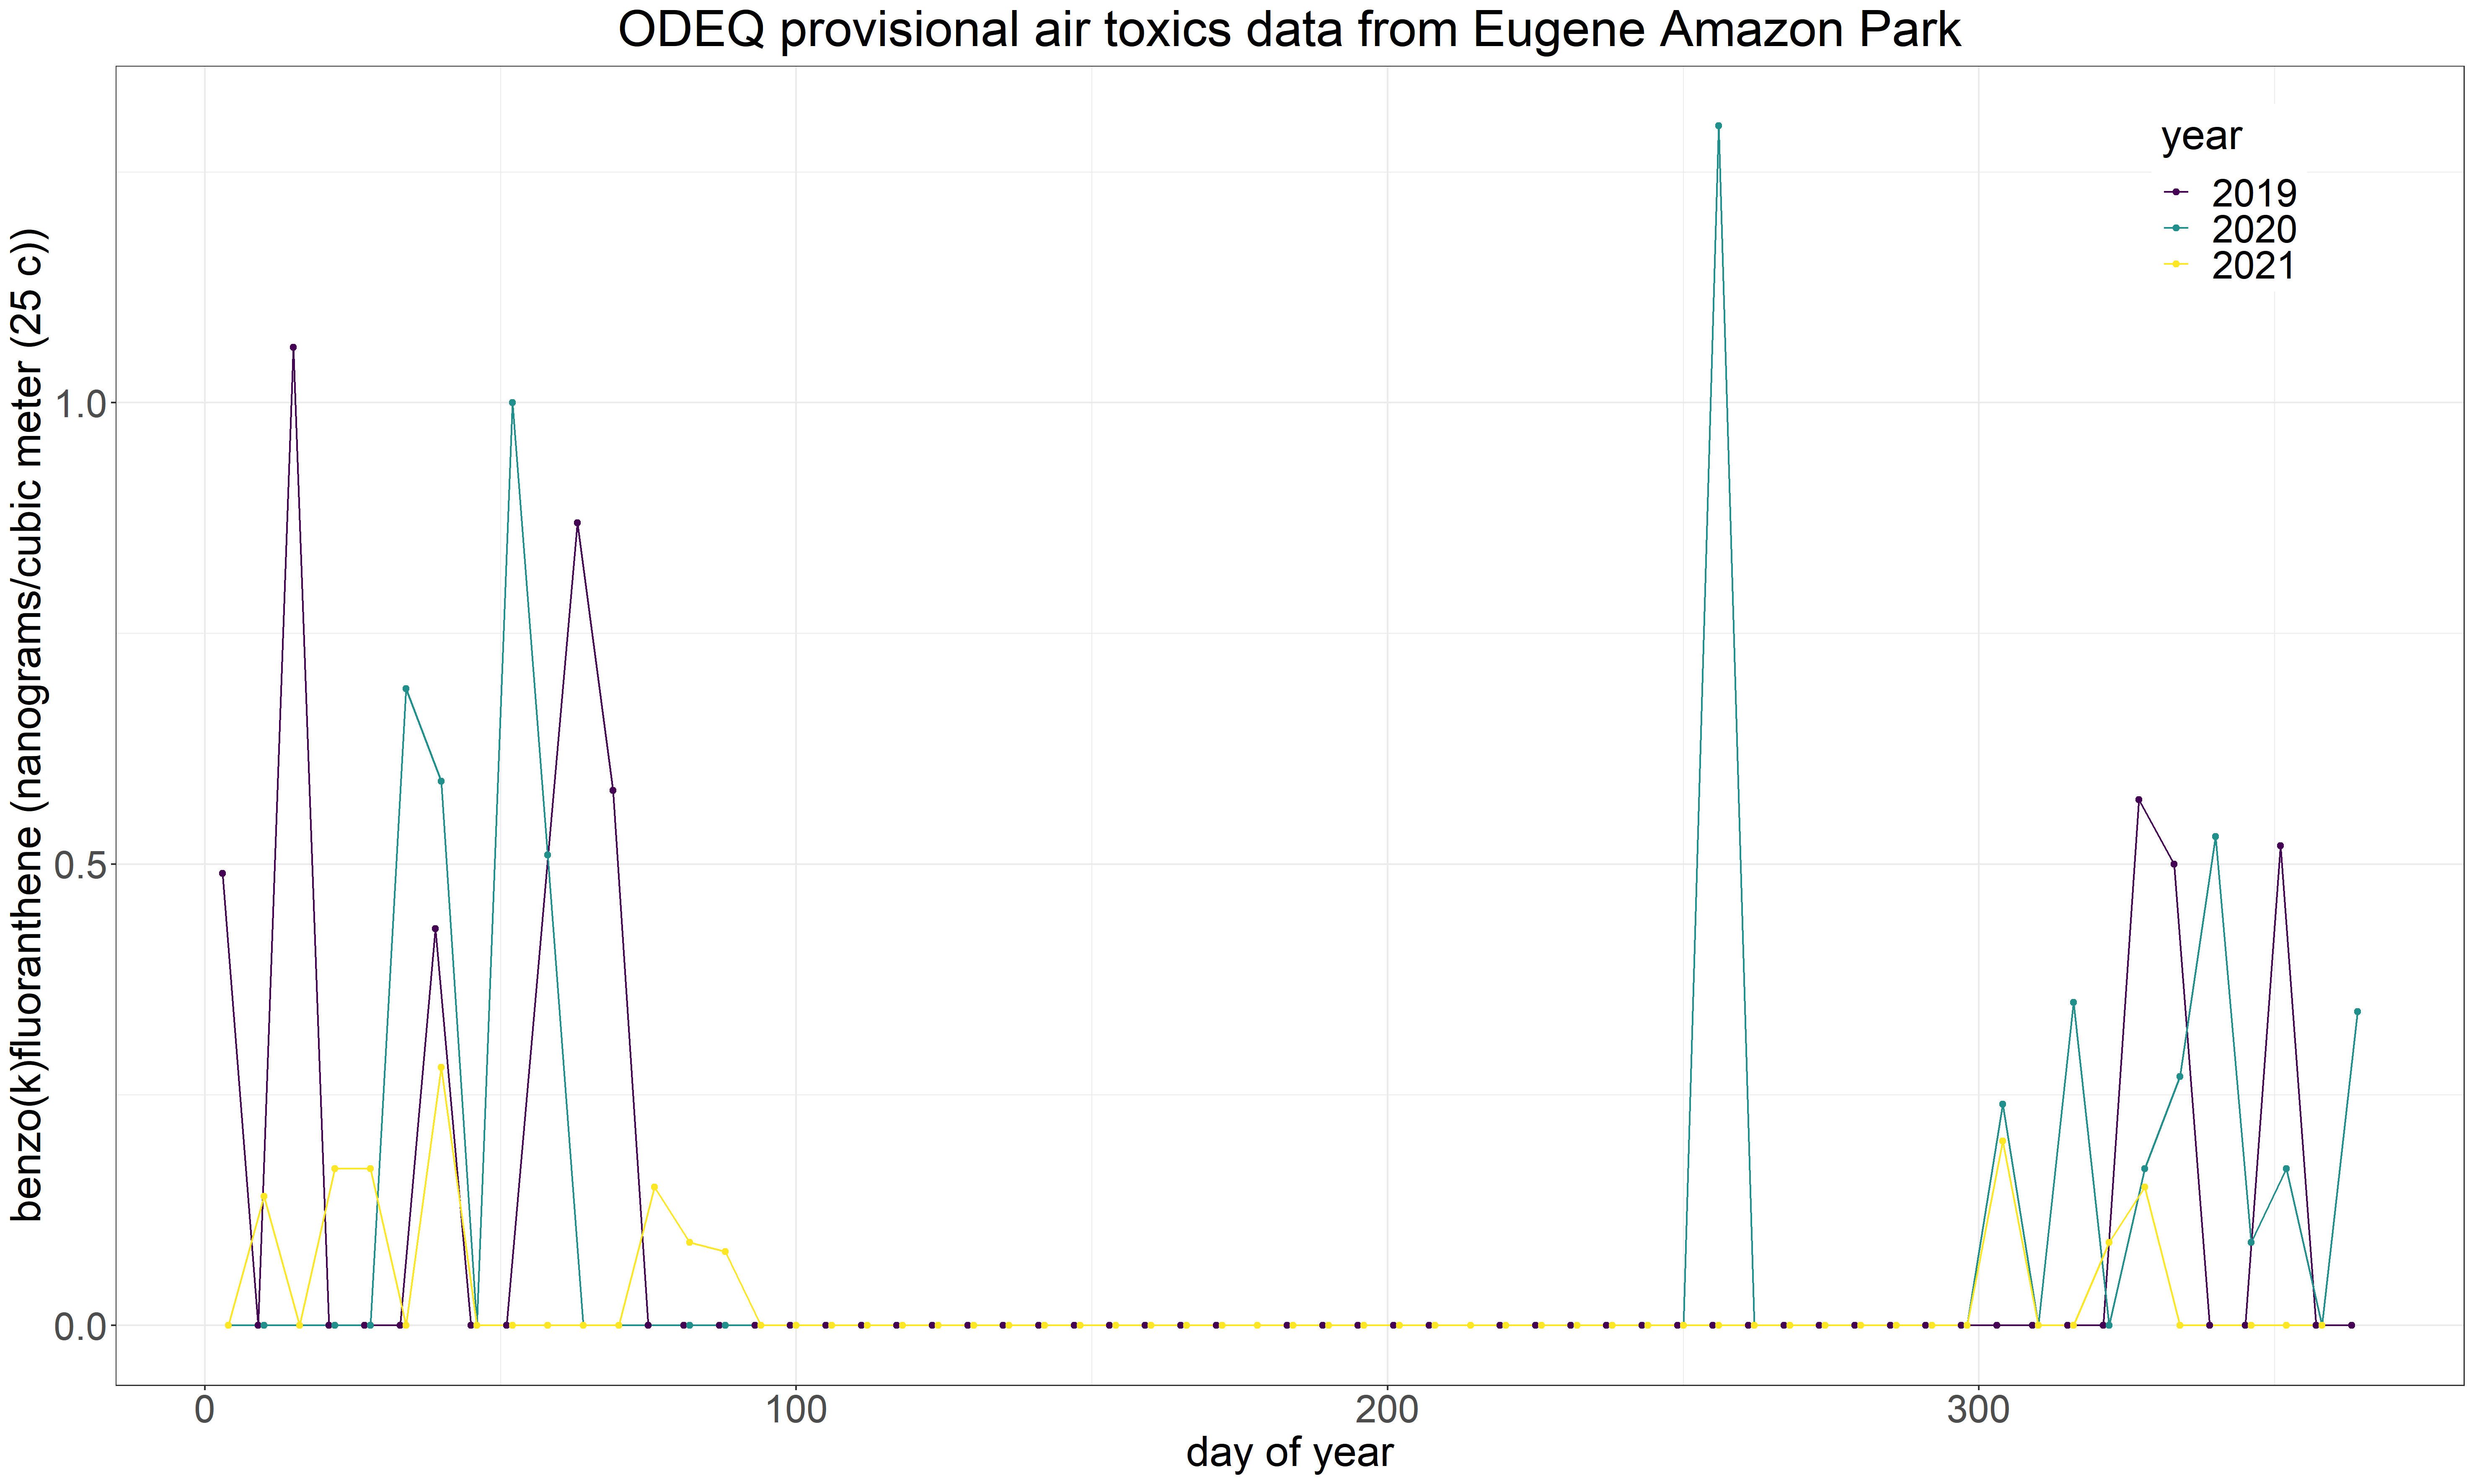 ODEQ provisional air toxics data from Eugene Amazon Park
benzo(k)fluoranthene (nanograms/cubic meter (25 c))
1.0
0.5
0.0
0 100 200 300
day of year
year
2019
2020
2021